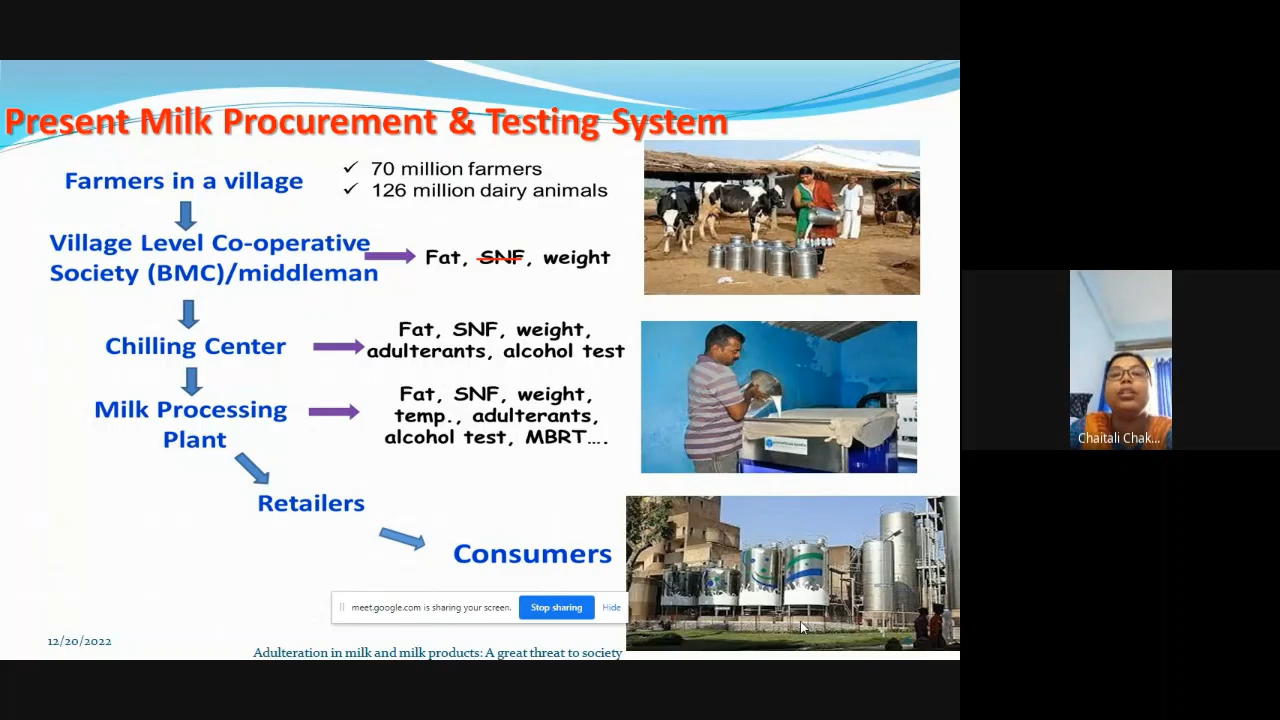 Present Milk Procurement & Testing System
Farmers in a village
✓ 70 million farmers
✓ 126 million dairy animals
Village Level Co-operative
Society (BMC)/middleman
Fat, SNF, weight
Chilling Center
Fat, SNF, weight,
adulterants, alcohol test
Milk Processing
Plant
Fat, SNF, weight,
temp., adulterants,
alcohol test, MBRT....
Retailers
Consumers
meet.google.com is sharing your screen.
Stop sharing
Hide
12/20/2022
Adulteration in milk and milk products: A great threat to society
Chaitali Chak...